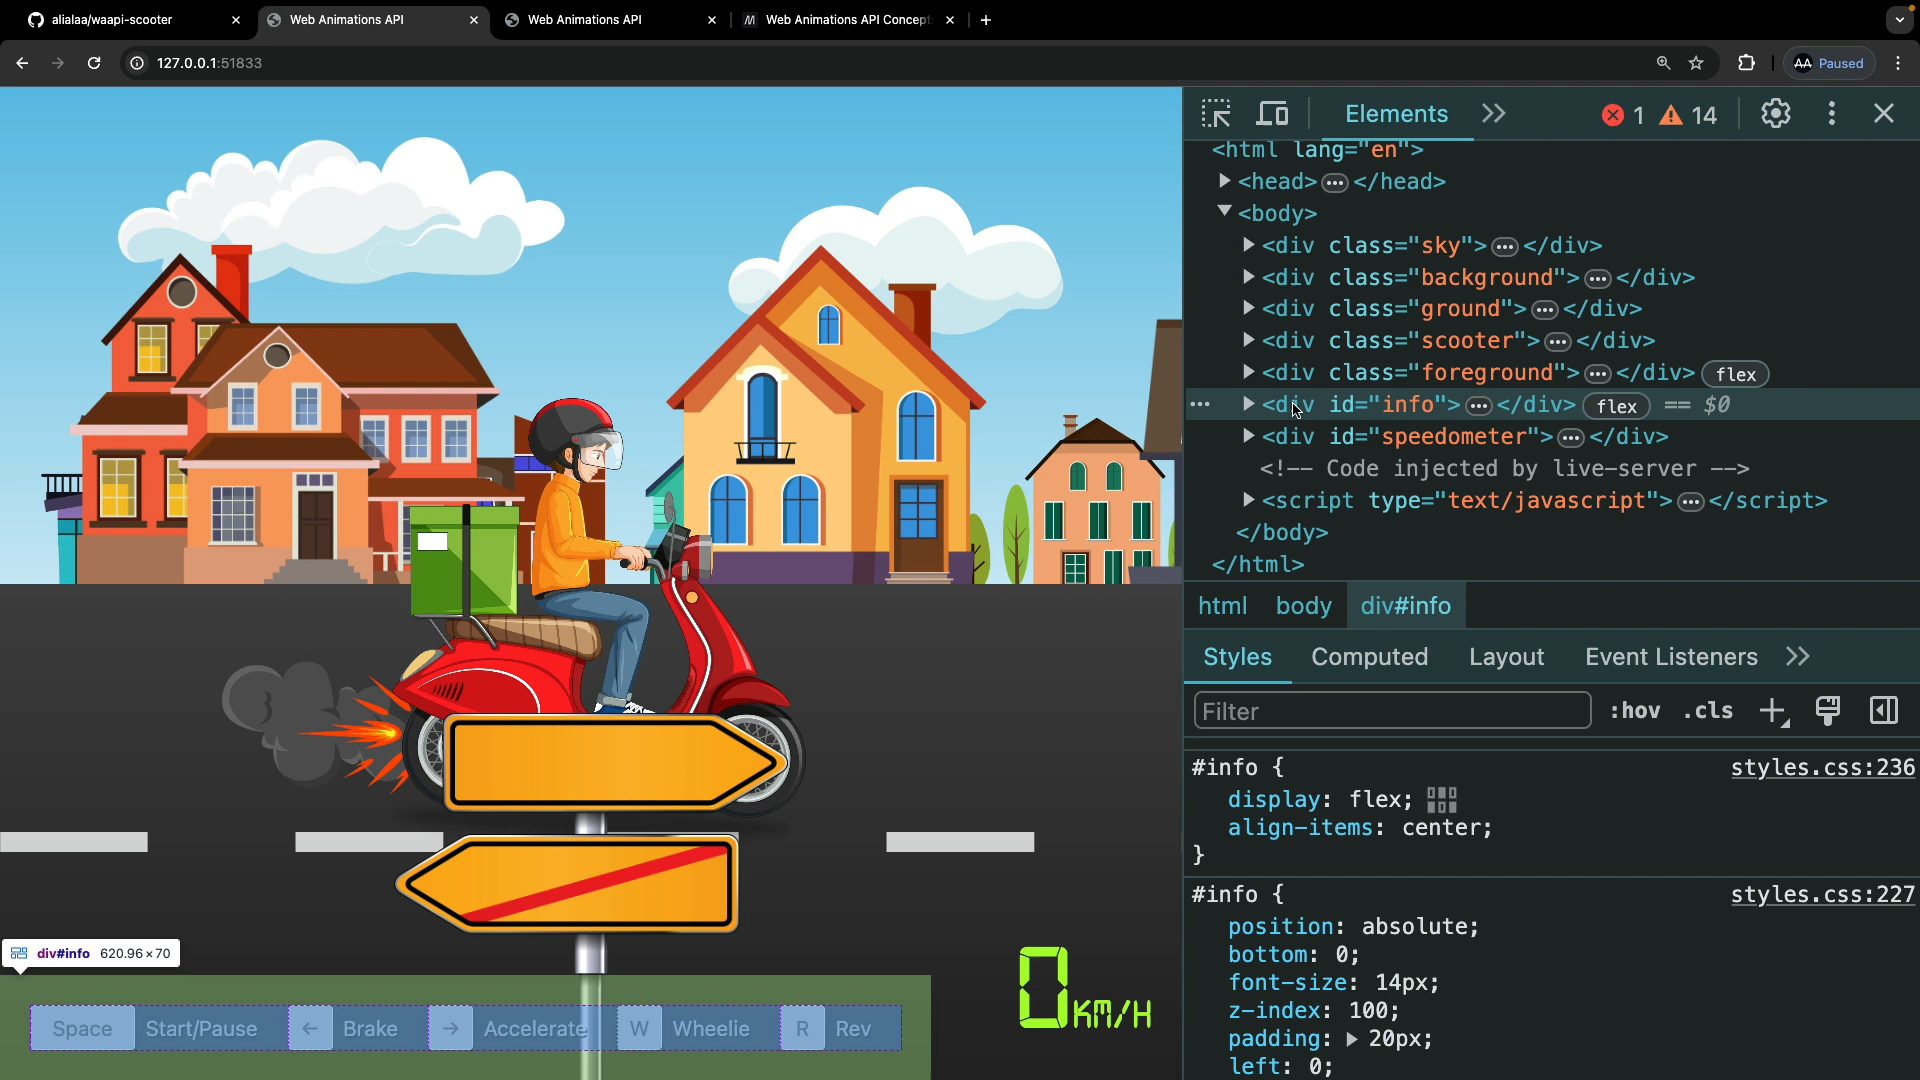 alialaa/waapi-scooter
Web Animations API
Web Animations API
Web Animations API Concept
127.0.0.1:51833
AA Paused
Elements
1
14
<html lang="en">
<head> ••• </head>
<body>
<div class="sky"> ••• </div>
<div class="background"> ••• </div>
<div class="ground"> ••• </div>
<div class="scooter"> ••• </div>
<div class="foreground"> ••• </div> flex
<div id="info"> ••• </div> flex == $0
<div id="speedometer"> ••• </div>
<!-- Code injected by live-server -->
<script type="text/javascript"> ••• </script>
</body>
</html>
html body div#info
Styles Computed Layout Event Listeners
Filter
:hov .cls
#info { styles.css:236
display: flex;
align-items: center;
}
#info { styles.css:227
position: absolute;
bottom: 0;
font-size: 14px;
z-index: 100;
padding: 20px;
left: 0;
div#info 620.96×70
0 KM/H
Space Start/Pause ← Brake → Accelerate W Wheelie R Rev